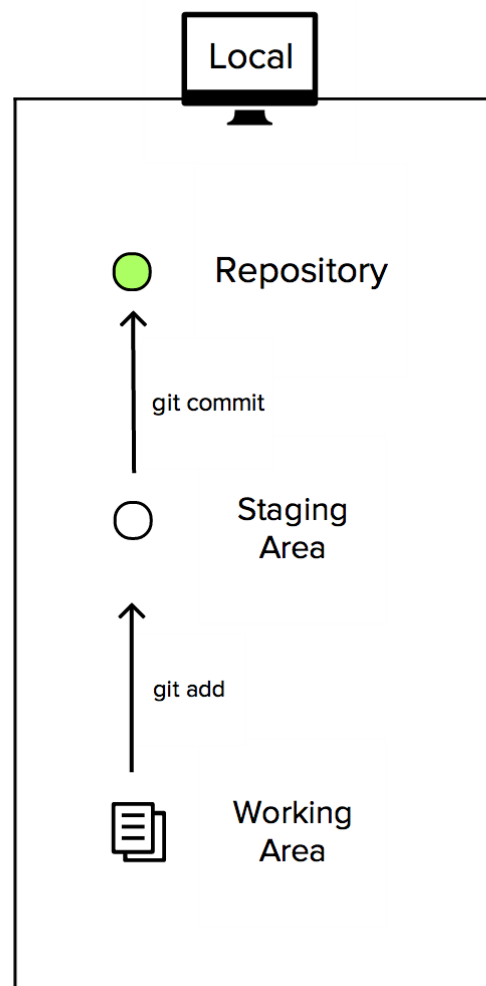 Local
Repository
git commit
Staging
Area
git add
Working
Area